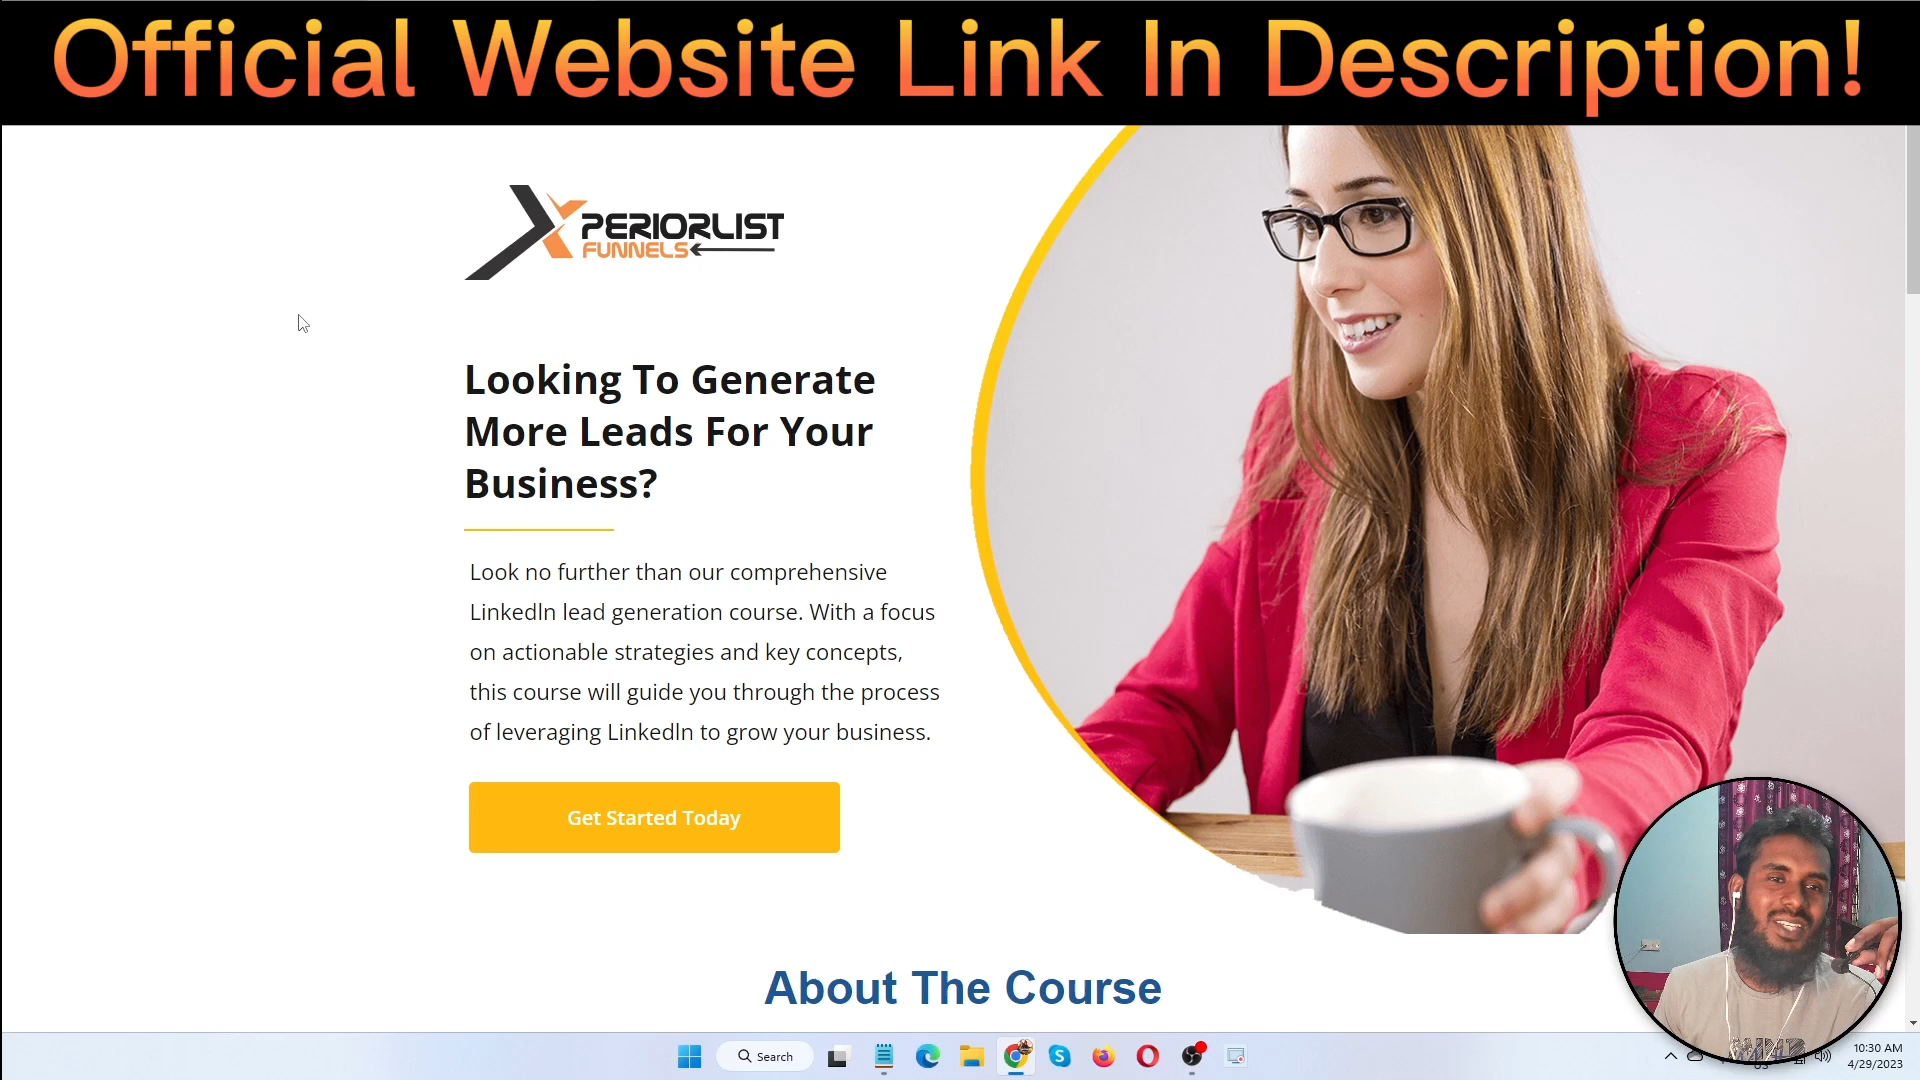 Official Website Link In Description!
XPERIORLIST
FUNNELS
Looking To Generate
More Leads For Your
Business?
Look no further than our comprehensive
LinkedIn lead generation course. With a focus
on actionable strategies and key concepts,
this course will guide you through the process
of leveraging LinkedIn to grow your business.
Get Started Today
About The Course
Search
10:30 AM
4/29/2023